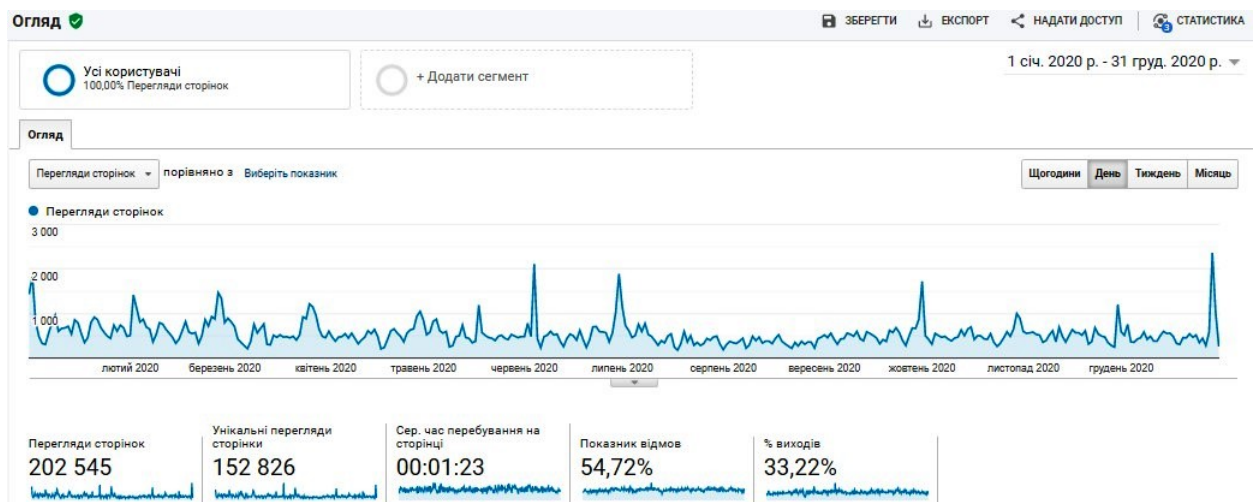 Огляд
ЗБЕРЕГТИ
ЕКСПОРТ
НАДАТИ ДОСТУП
3
СТАТИСТИКА
Усі користувачі
100,00% Перегляди сторінок
+ Додати сегмент
1 січ. 2020 р. - 31 груд. 2020 р.
Огляд
Перегляди сторінок
порівняно з
Виберіть показник
Щогодини
День
Тиждень
Місяць
Перегляди сторінок
3 000
2 000
1 000
лютий 2020
березень 2020
квітень 2020
травень 2020
червень 2020
липень 2020
серпень 2020
вересень 2020
жовтень 2020
листопад 2020
грудень 2020
Перегляди сторінок
202 545
Унікальні перегляди
сторінки
152 826
Сер. час перебування на
сторінці
00:01:23
Показник відмов
54,72%
% виходів
33,22%